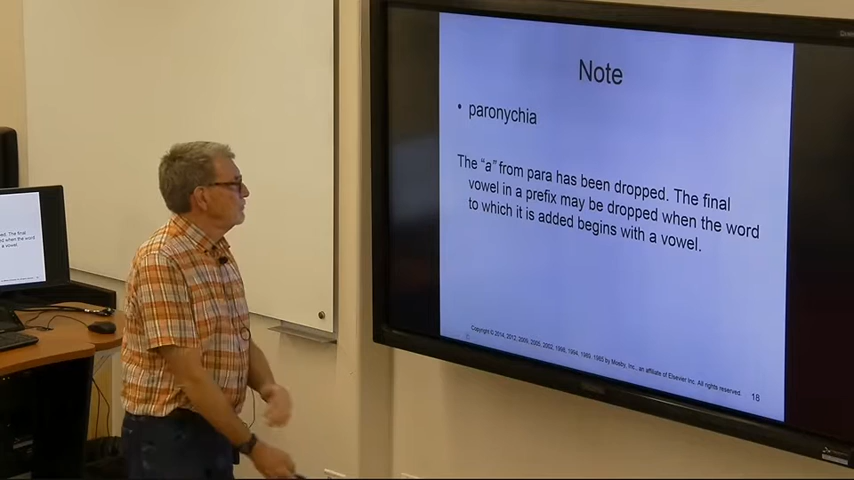 Note
• paronychia
The "a" from para has been dropped. The final
vowel in a prefix may be dropped when the word
to which it is added begins with a vowel.
Copyright © 2014, 2012, 2009, 2005, 2002, 1998, 1994, 1989, 1985 by Mosby, Inc., an affiliate of Elsevier Inc. All rights reserved.
18
a vowel.